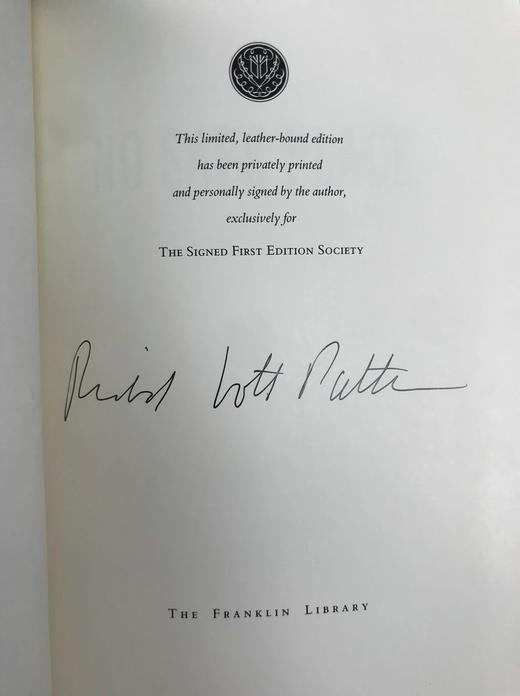 This limited, leather-bound edition
has been privately printed
and personally signed by the author,
exclusively for
THE SIGNED FIRST EDITION SOCIETY
THE FRANKLIN LIBRARY